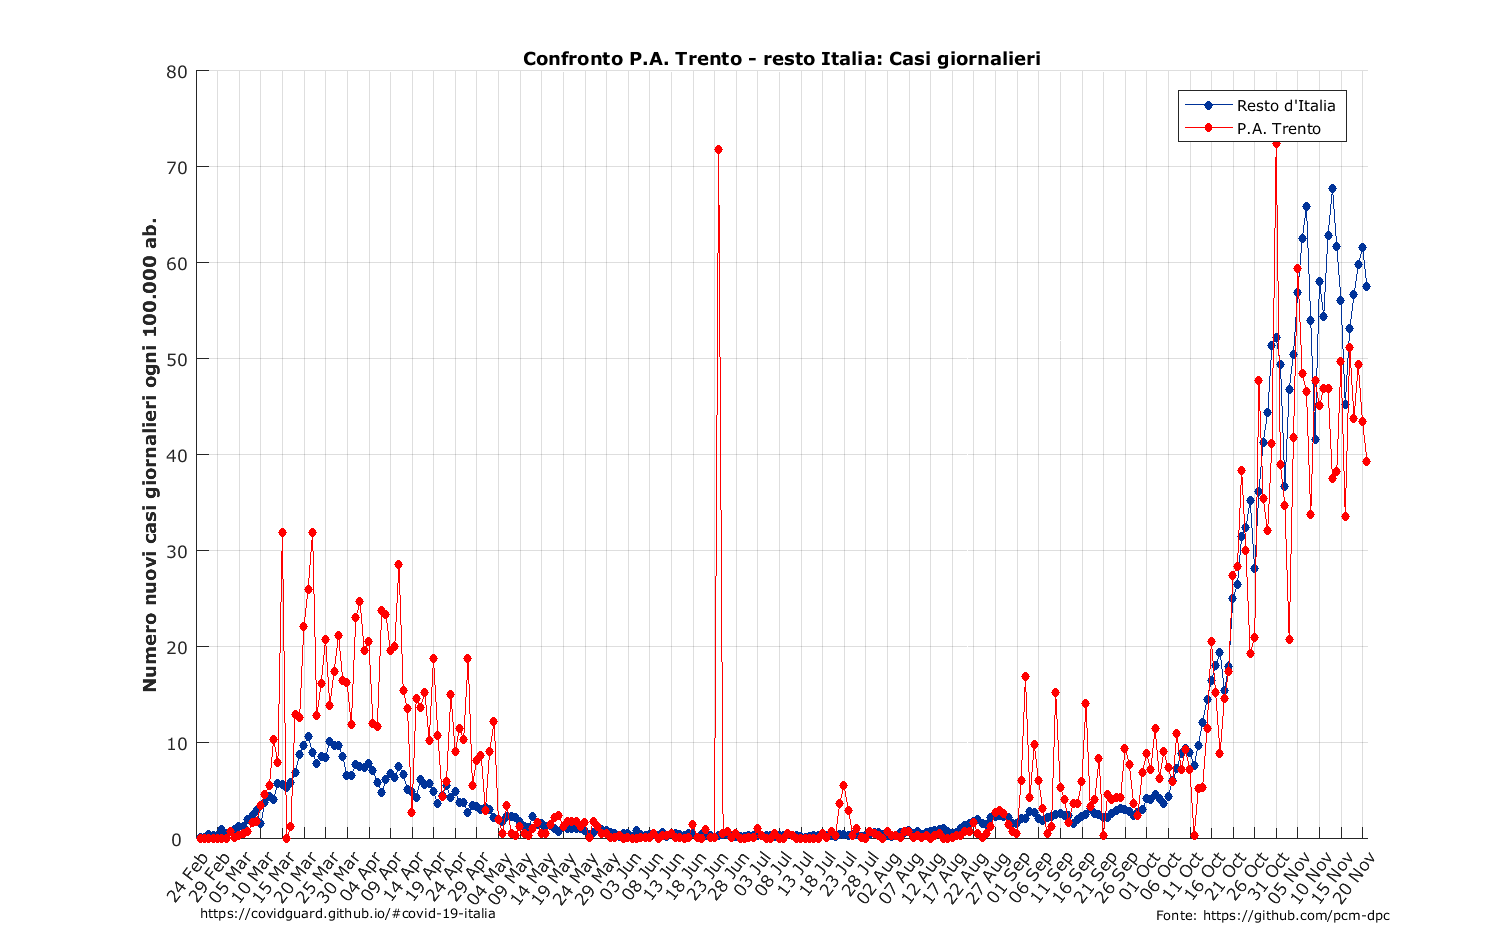 Confronto P.A. Trento - resto Italia: Casi giornalieri
Resto d'Italia
P.A. Trento
Numero nuovi casi giornalieri ogni 100.000 ab.
80
70
60
50
40
30
20
10
0
24 Feb
29 Feb
05 Mar
10 Mar
15 Mar
20 Mar
25 Mar
30 Mar
04 Apr
09 Apr
14 Apr
19 Apr
24 Apr
29 Apr
04 May
09 May
14 May
19 May
24 May
29 May
03 Jun
08 Jun
13 Jun
18 Jun
23 Jun
28 Jun
03 Jul
08 Jul
13 Jul
18 Jul
23 Jul
28 Jul
02 Aug
07 Aug
12 Aug
17 Aug
22 Aug
27 Aug
01 Sep
06 Sep
11 Sep
16 Sep
21 Sep
26 Sep
01 Oct
06 Oct
11 Oct
16 Oct
21 Oct
26 Oct
31 Oct
05 Nov
10 Nov
15 Nov
20 Nov
https://covidguard.github.io/#covid-19-italia
Fonte: https://github.com/pcm-dpc